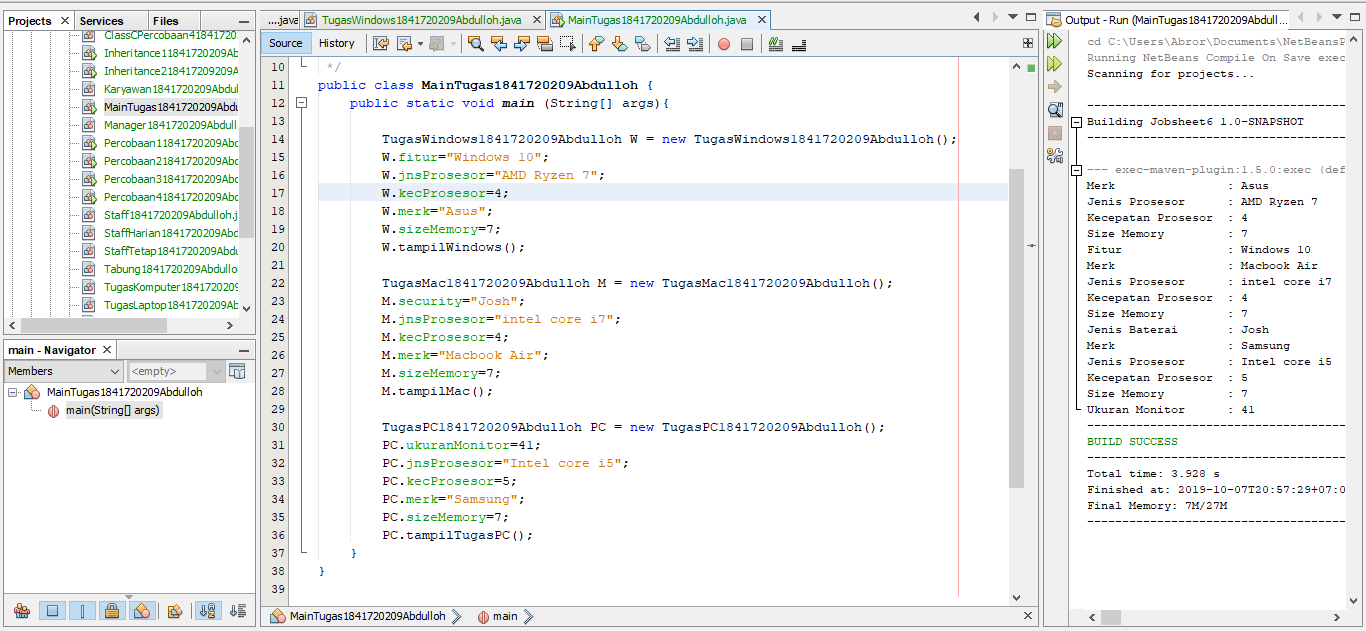 Projects
Services
Files
ClassCPercobaan41841720
Inheritance11841720209Ab
Inheritance21841720209Ab
Karyawan1841720209Abdul
MainTugas1841720209Abdu
Manager1841720209Abdull
Percobaan11841720209Abd
Percobaan21841720209Abd
Percobaan31841720209Abd
Percobaan41841720209Abd
Staff1841720209Abdulloh.j
StaffHarian1841720209Abd
StaffTetap1841720209Abdu
Tabung1841720209Abdullo
TugasKomputer1841720209
TugasLaptop1841720209Ab
main - Navigator
Members
<empty>
MainTugas1841720209Abdulloh
main(String[] args)
....java
TugasWindows1841720209Abdulloh.java
MainTugas1841720209Abdulloh.java
Source
History
10 */
11 public class MainTugas1841720209Abdulloh {
12 public static void main (String[] args){
13
14 TugasWindows1841720209Abdulloh W = new TugasWindows1841720209Abdulloh();
15 W.fitur="Windows 10";
16 W.jnsProsesor="AMD Ryzen 7";
17 W.kecProsesor=4;
18 W.merk="Asus";
19 W.sizeMemory=7;
20 W.tampilWindows();
21
22 TugasMac1841720209Abdulloh M = new TugasMac1841720209Abdulloh();
23 M.security="Josh";
24 M.jnsProsesor="intel core i7";
25 M.kecProsesor=4;
26 M.merk="Macbook Air";
27 M.sizeMemory=7;
28 M.tampilMac();
29
30 TugasPC1841720209Abdulloh PC = new TugasPC1841720209Abdulloh();
31 PC.ukuranMonitor=41;
32 PC.jnsProsesor="Intel core i5";
33 PC.kecProsesor=5;
34 PC.merk="Samsung";
35 PC.sizeMemory=7;
36 PC.tampilTugasPC();
37 }
38 }
39
MainTugas1841720209Abdulloh
main
Output - Run (MainTugas1841720209Abdull...
cd C:\Users\Abror\Documents\NetBeansP
Running NetBeans Compile On Save exec
Scanning for projects...
------------------------------------
Building Jobsheet6 1.0-SNAPSHOT
------------------------------------
--- exec-maven-plugin:1.5.0:exec (def
Merk : Asus
Jenis Prosesor : AMD Ryzen 7
Kecepatan Prosesor : 4
Size Memory : 7
Fitur : Windows 10
Merk : Macbook Air
Jenis Prosesor : intel core i7
Kecepatan Prosesor : 4
Size Memory : 7
Jenis Baterai : Josh
Merk : Samsung
Jenis Prosesor : Intel core i5
Kecepatan Prosesor : 5
Size Memory : 7
Ukuran Monitor : 41
------------------------------------
BUILD SUCCESS
------------------------------------
Total time: 3.928 s
Finished at: 2019-10-07T20:57:29+07:0
Final Memory: 7M/27M
------------------------------------